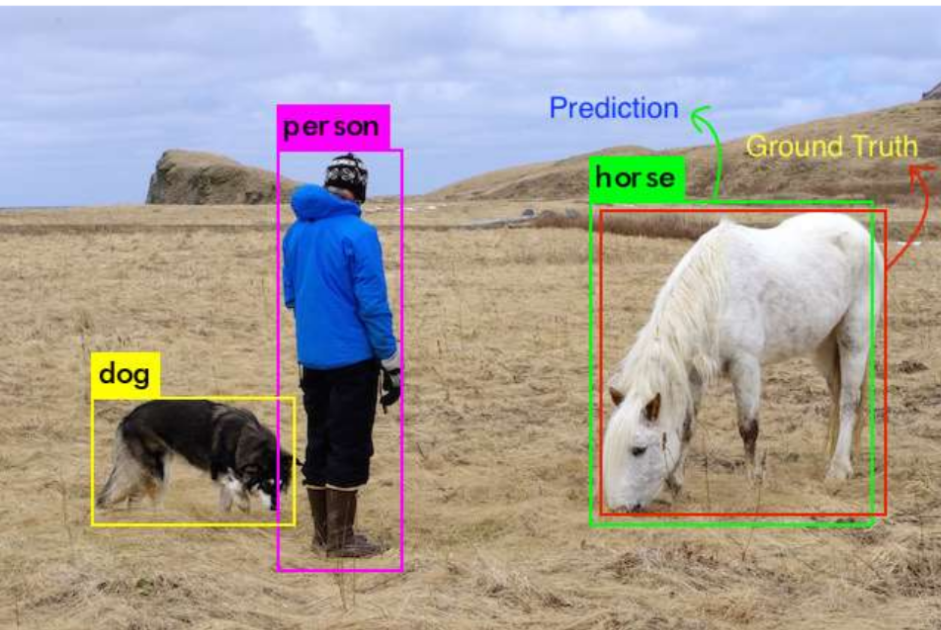 person
Prediction
Ground Truth
horse
dog